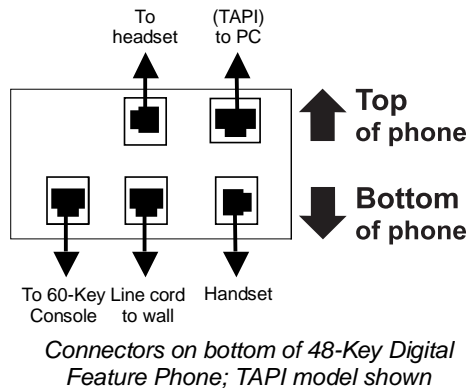 To
headset
(TAPI)
to PC
Top
of phone
Bottom
of phone
To 60-Key
Console
Line cord
to wall
Handset
Connectors on bottom of 48-Key Digital
Feature Phone; TAPI model shown